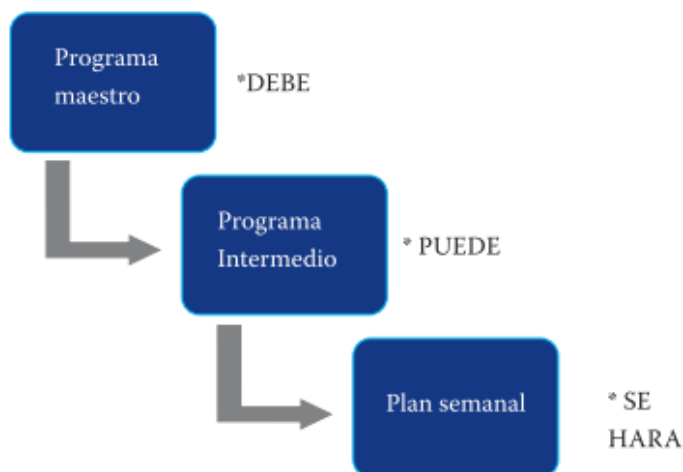 Programa
maestro
*DEBE
Programa
Intermedio
* PUEDE
Plan semanal
* SE
HARA